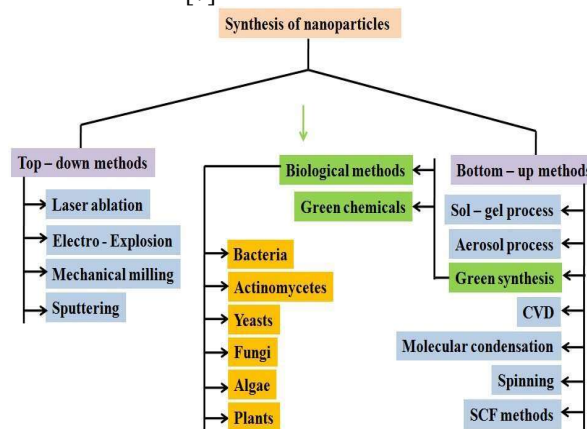 Synthesis of nanoparticles
Top – down methods
Laser ablation
Electro - Explosion
Mechanical milling
Sputtering
Biological methods
Green chemicals
Bacteria
Actinomycetes
Yeasts
Fungi
Algae
Plants
Bottom – up methods
Sol – gel process
Aerosol process
Green synthesis
CVD
Molecular condensation
Spinning
SCF methods